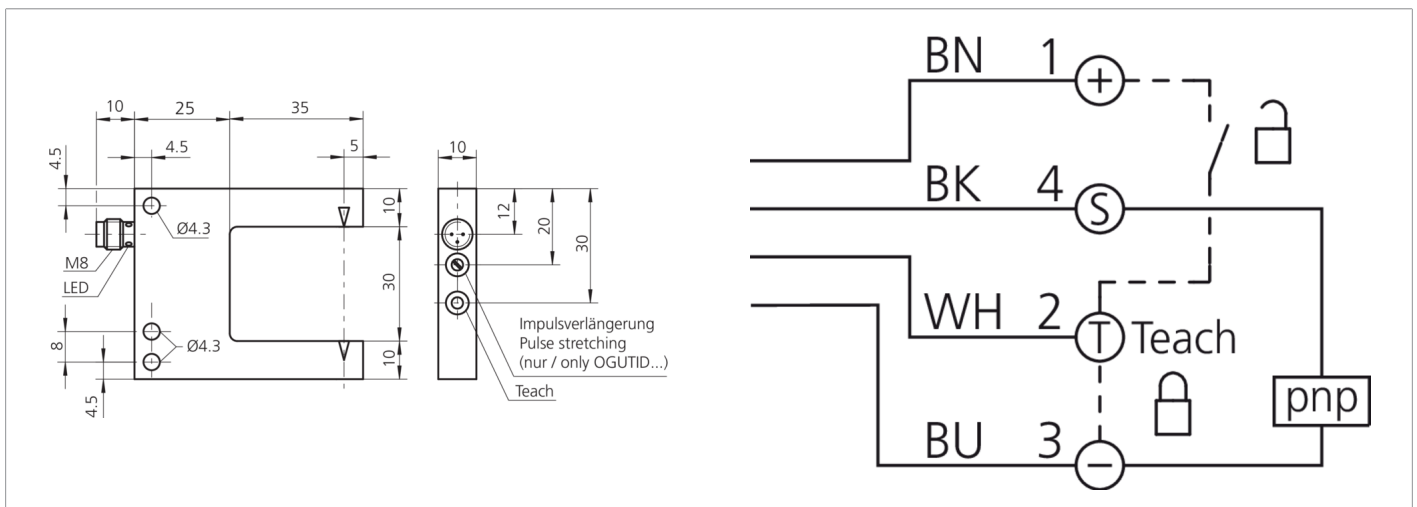 10
25
35
4.5
4.5
5
10
Ø4.3
M8
LED
10
30
10
8
Ø4.3
4.5
12
20
30
Impulsverlängerung
Pulse stretching
(nur / only OGUTID...)
Teach
BN 1 +
BK 4 S
WH 2 T Teach
pnp
BU 3 −